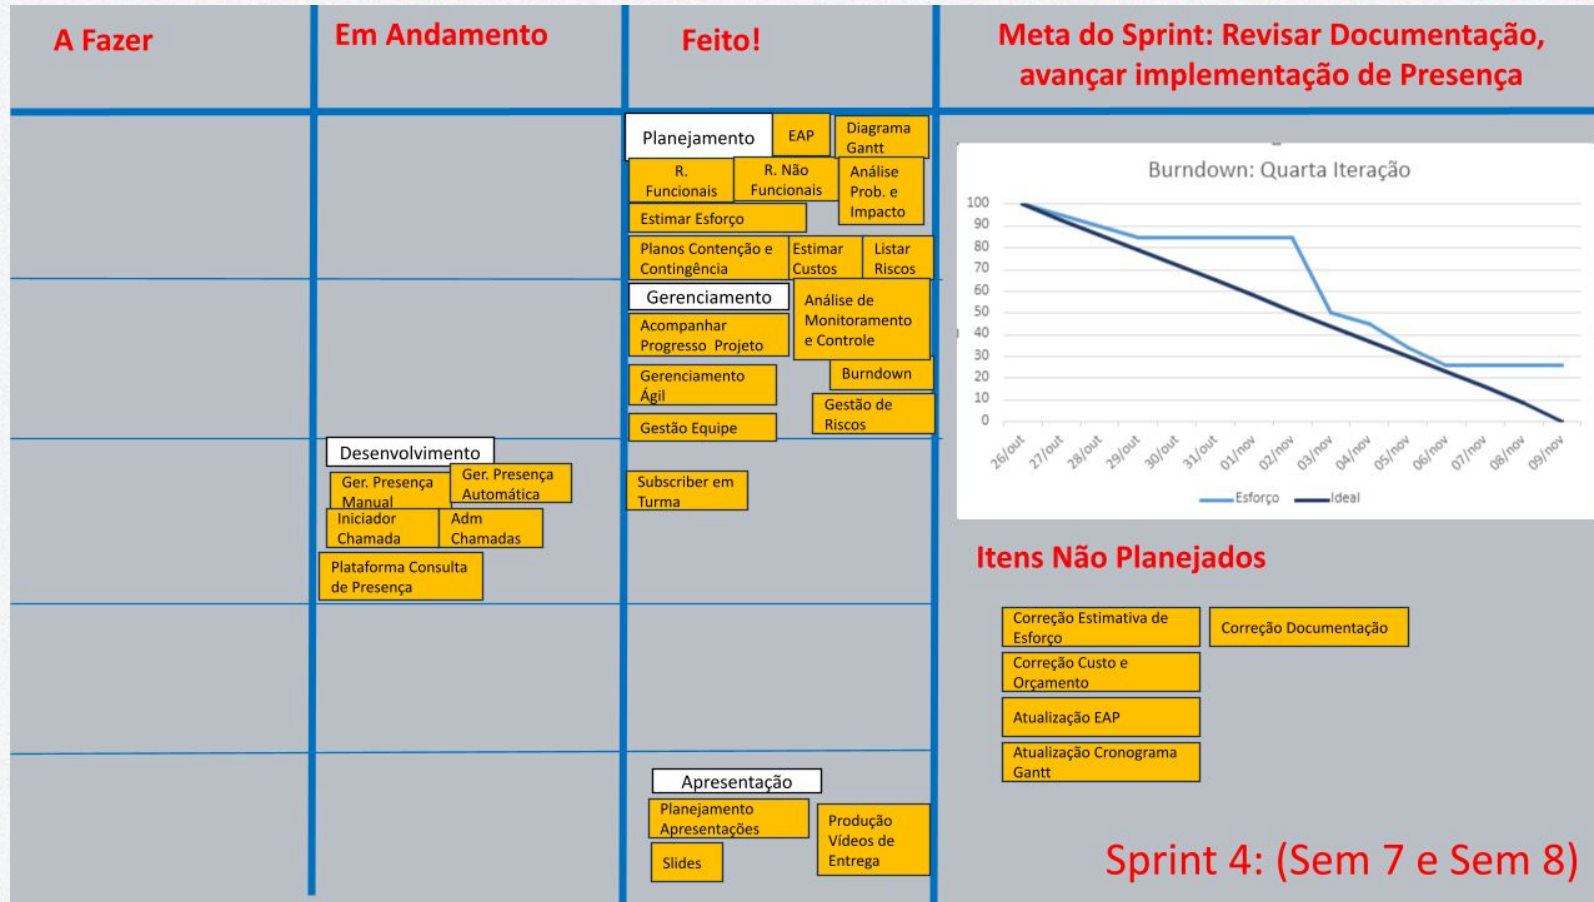 A Fazer
Em Andamento
Feito!
Meta do Sprint: Revisar Documentação,
avançar implementação de Presença
Planejamento
EAP
Diagrama
Gantt
R.
Funcionais
R. Não
Funcionais
Análise
Prob. e
Impacto
Estimar Esforço
Planos Contenção e
Contingência
Estimar
Custos
Listar
Riscos
Gerenciamento
Análise de
Monitoramento
e Controle
Acompanhar
Progresso Projeto
Burndown
Gerenciamento
Ágil
Gestão de
Riscos
Gestão Equipe
Desenvolvimento
Ger. Presença
Manual
Ger. Presença
Automática
Iniciador
Chamada
Adm
Chamadas
Plataforma Consulta
de Presença
Subscriber em
Turma
Apresentação
Planejamento
Apresentações
Produção
Vídeos de
Entrega
Slides
Burndown: Quarta Iteração
100
90
80
70
60
50
40
30
20
10
0
26/out
27/out
28/out
29/out
30/out
31/out
01/nov
02/nov
03/nov
04/nov
05/nov
06/nov
07/nov
08/nov
09/nov
Esforço
Ideal
Itens Não Planejados
Correção Estimativa de
Esforço
Correção Documentação
Correção Custo e
Orçamento
Atualização EAP
Atualização Cronograma
Gantt
Sprint 4: (Sem 7 e Sem 8)